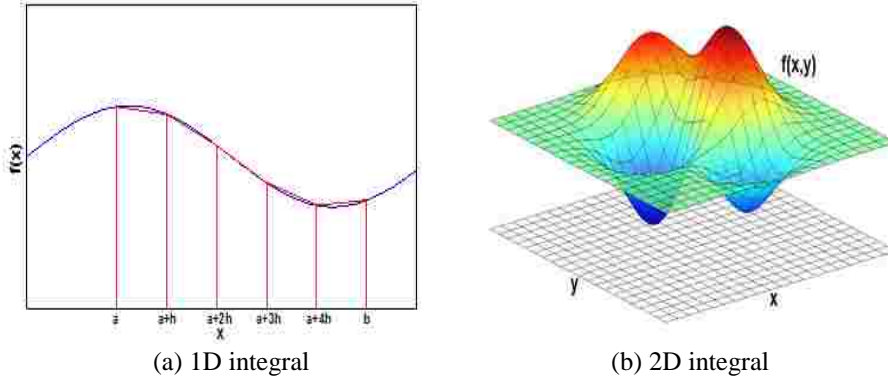 f(x)
a a+h a+2h a+3h a+4h b
X
(a) 1D integral
f(x,y)
y
x
(b) 2D integral